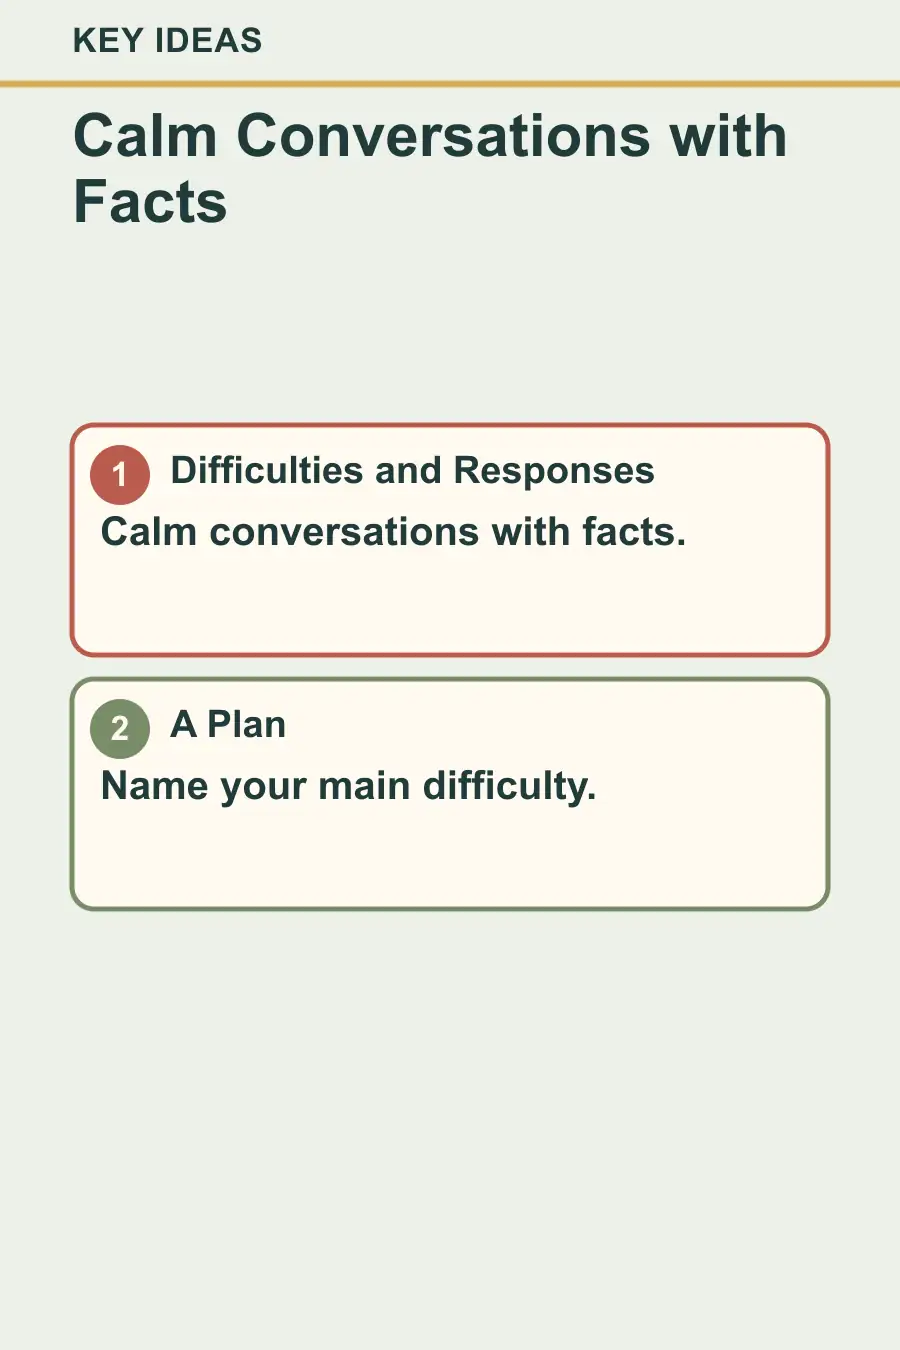 KEY IDEAS
Calm Conversations with
Facts
1 Difficulties and Responses
Calm conversations with facts.
2 A Plan
Name your main difficulty.